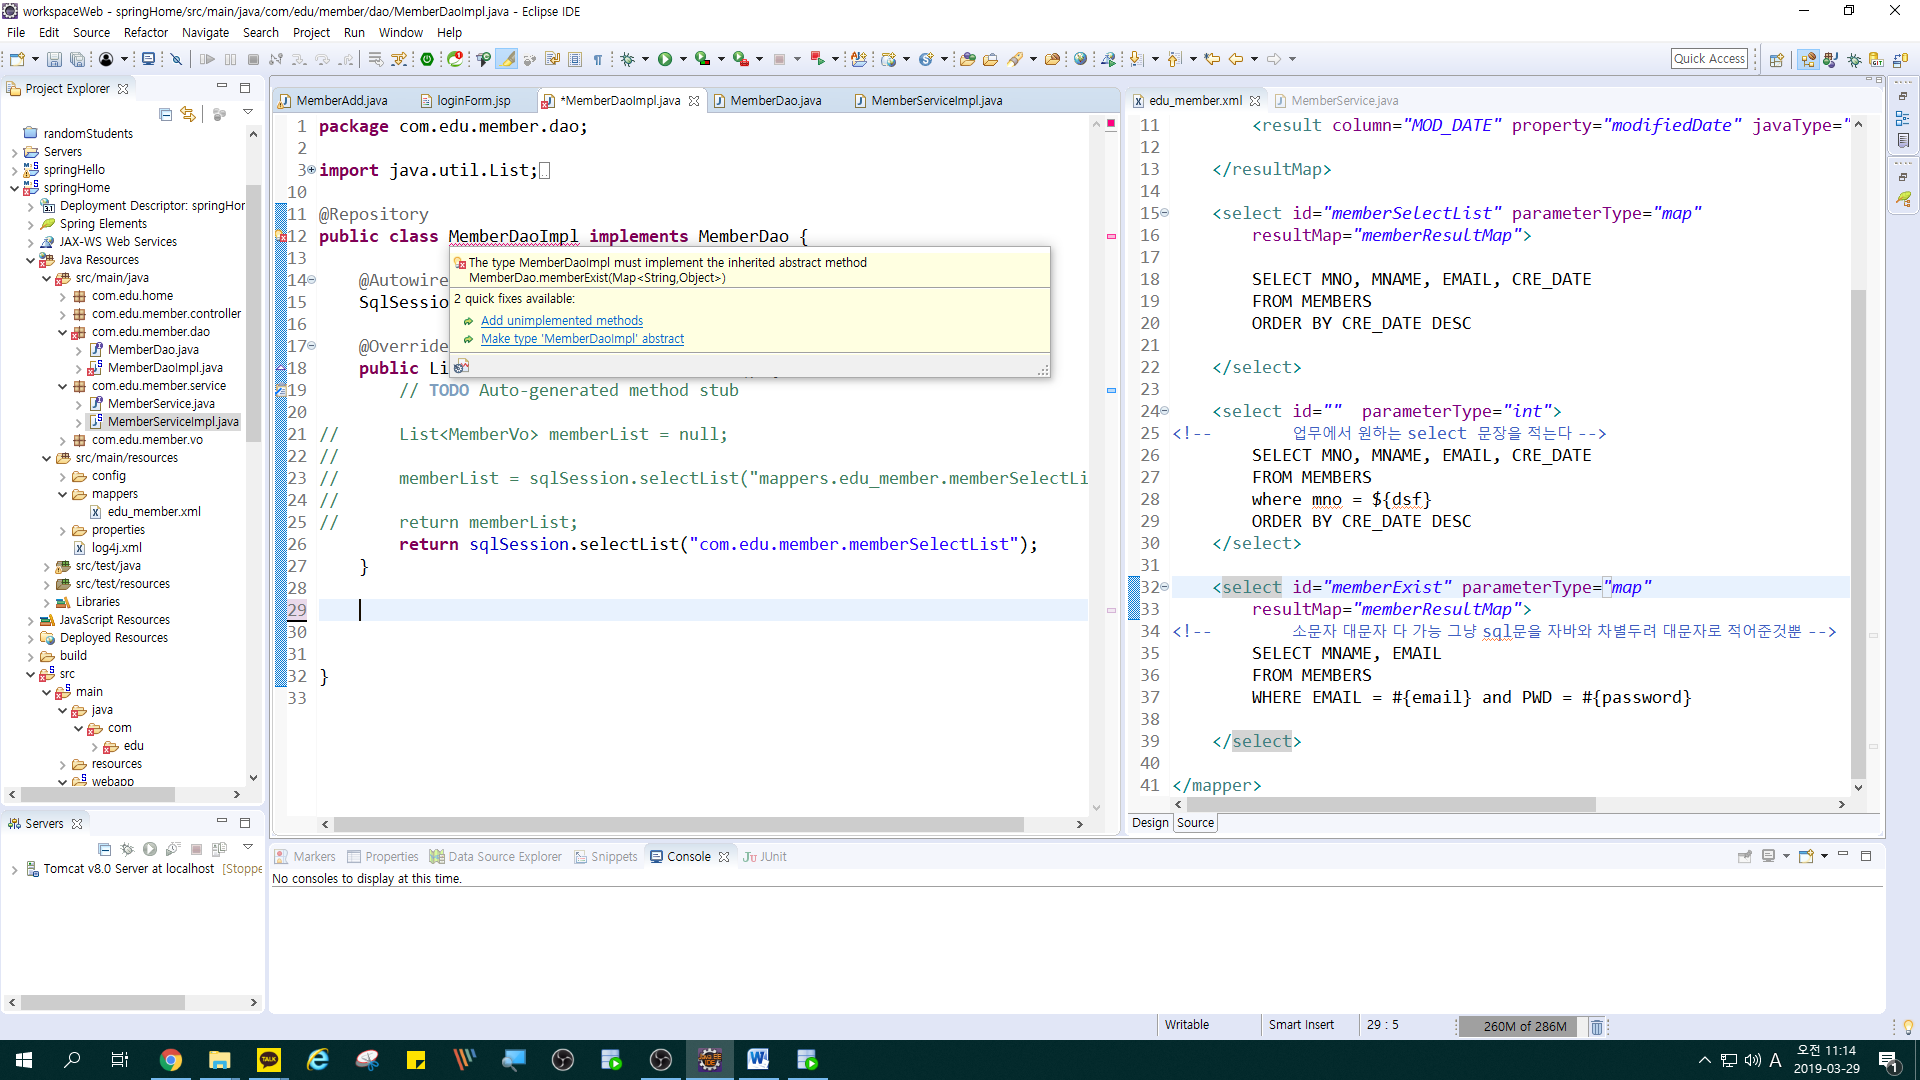 workspaceWeb - springHome/src/main/java/com/edu/member/dao/MemberDaoImpl.java - Eclipse IDE
File Edit Source Refactor Navigate Search Project Run Window Help
Quick Access
Project Explorer
randomStudents
Servers
springHello
springHome
Deployment Descriptor: springHor
Spring Elements
JAX-WS Web Services
Java Resources
src/main/java
com.edu.home
com.edu.member.controller
com.edu.member.dao
MemberDao.java
MemberDaoImpl.java
com.edu.member.service
MemberService.java
MemberServiceImpl.java
com.edu.member.vo
src/main/resources
config
mappers
edu_member.xml
properties
log4j.xml
src/test/java
src/test/resources
Libraries
JavaScript Resources
Deployed Resources
build
src
main
java
com
edu
resources
webapp
Servers
Tomcat v8.0 Server at localhost [Stoppe
MemberAdd.java loginForm.jsp *MemberDaoImpl.java MemberDao.java MemberServiceImpl.java
1 package com.edu.member.dao;
2
3 import java.util.List;
10
11 @Repository
12 public class MemberDaoImpl implements MemberDao {
13
14 @Autowire
15 SqlSessio
16
17 @Override
18 public Li
19 // TODO Auto-generated method stub
20
21 // List<MemberVo> memberList = null;
22 //
23 // memberList = sqlSession.selectList("mappers.edu_member.memberSelectLi
24 //
25 // return memberList;
26 return sqlSession.selectList("com.edu.member.memberSelectList");
27 }
28
29
30
31
32 }
33
The type MemberDaoImpl must implement the inherited abstract method
MemberDao.memberExist(Map<String,Object>)
2 quick fixes available:
Add unimplemented methods
Make type 'MemberDaoImpl' abstract
edu_member.xml MemberService.java
11 <result column="MOD_DATE" property="modifiedDate" javaType="
12
13 </resultMap>
14
15 <select id="memberSelectList" parameterType="map"
16 resultMap="memberResultMap">
17
18 SELECT MNO, MNAME, EMAIL, CRE_DATE
19 FROM MEMBERS
20 ORDER BY CRE_DATE DESC
21
22 </select>
23
24 <select id="" parameterType="int">
25 <!-- 업무에서 원하는 select 문장을 적는다 -->
26 SELECT MNO, MNAME, EMAIL, CRE_DATE
27 FROM MEMBERS
28 where mno = ${dsf}
29 ORDER BY CRE_DATE DESC
30 </select>
31
32 <select id="memberExist" parameterType="map"
33 resultMap="memberResultMap">
34 <!-- 소문자 대문자 다 가능 그냥 sql문을 자바와 차별두려 대문자로 적어준것뿐 -->
35 SELECT MNAME, EMAIL
36 FROM MEMBERS
37 WHERE EMAIL = #{email} and PWD = #{password}
38
39 </select>
40
41 </mapper>
Design Source
Markers Properties Data Source Explorer Snippets Console JUnit
No consoles to display at this time.
Writable Smart Insert 29 : 5 260M of 286M
TALK
A 오전 11:14
2019-03-29
1